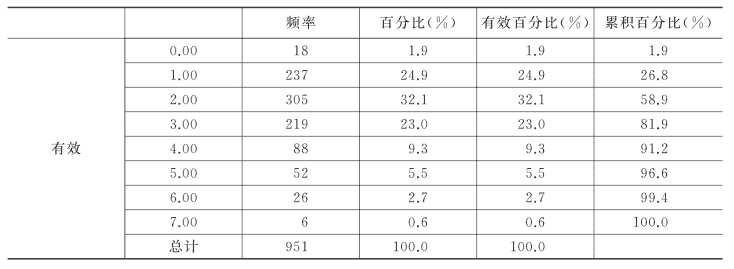 频率 百分比(%) 有效百分比(%) 累积百分比(%)
0.00 18 1.9 1.9 1.9
1.00 237 24.9 24.9 26.8
2.00 305 32.1 32.1 58.9
3.00 219 23.0 23.0 81.9
有效 4.00 88 9.3 9.3 91.2
5.00 52 5.5 5.5 96.6
6.00 26 2.7 2.7 99.4
7.00 6 0.6 0.6 100.0
总计 951 100.0 100.0